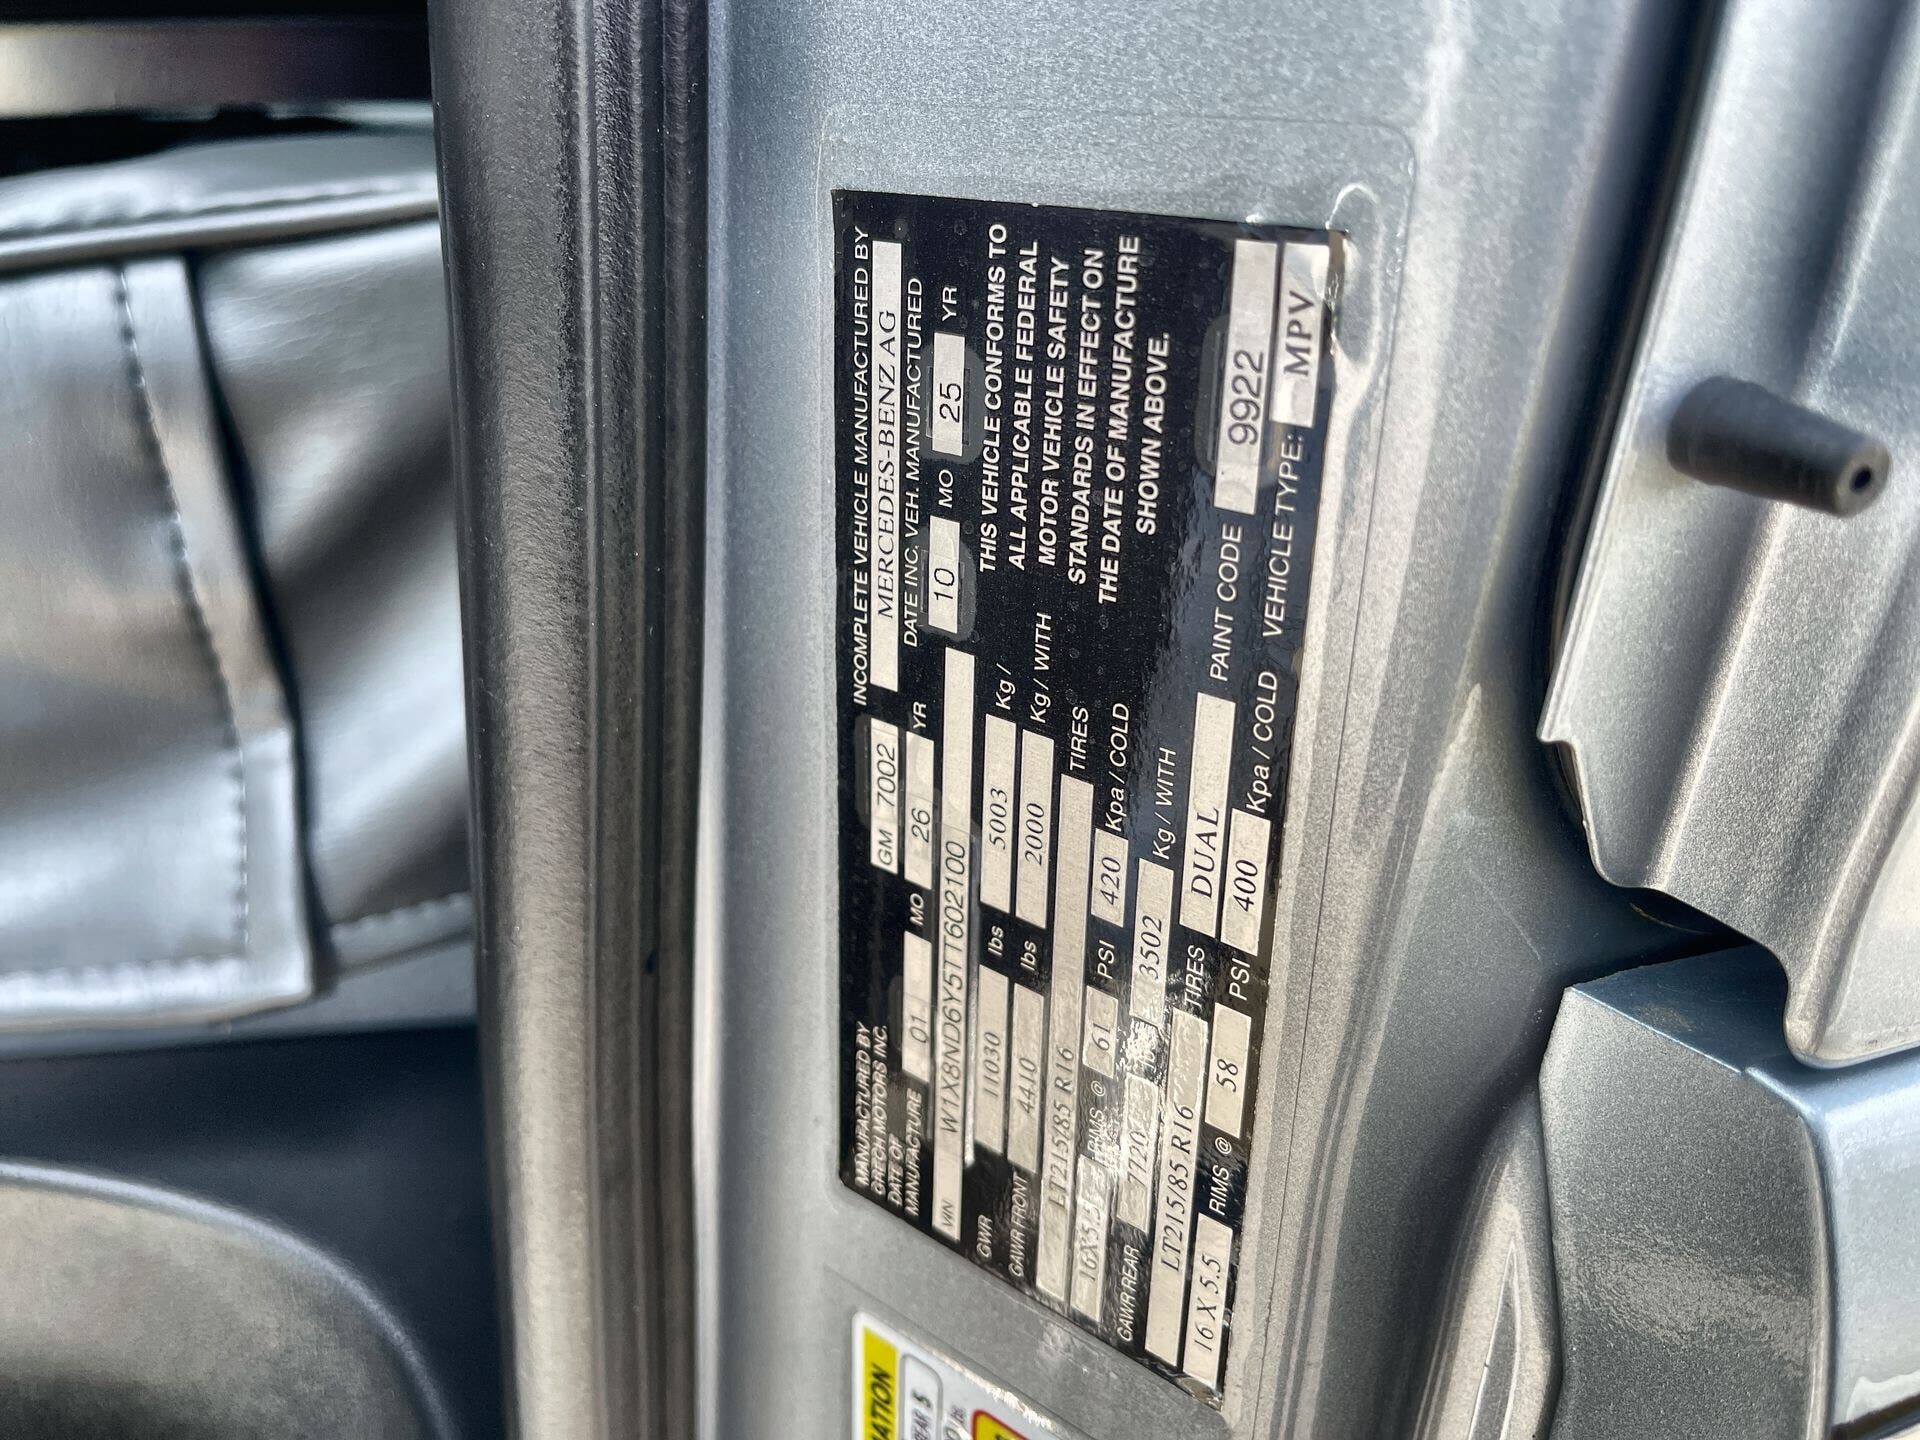 MANUFACTURED BY
GRECH MOTORS INC.
GM 7002
INCOMPLETE VEHICLE MANUFACTURED BY
MERCEDES-BENZ AG
DATE OF
MANUFACTURE
01 MO 26 YR
DATE INC. VEH. MANUFACTURED
10 MO 25 YR
VIN W1X8ND6Y5TT602100
GWR 11030 lbs 5003 Kg /
GAWR FRONT 4410 lbs 2000 Kg / WITH
LT215/85 R16 TIRES
16X5.5 RIMS @ 61 PSI 420 Kpa / COLD
GAWR REAR 7720 3502 Kg / WITH
LT215/85 R16 TIRES DUAL
16 X 5.5 RIMS @ 58 PSI 400 Kpa / COLD
THIS VEHICLE CONFORMS TO
ALL APPLICABLE FEDERAL
MOTOR VEHICLE SAFETY
STANDARDS IN EFFECT ON
THE DATE OF MANUFACTURE
SHOWN ABOVE.
PAINT CODE 9922
VEHICLE TYPE: MPV